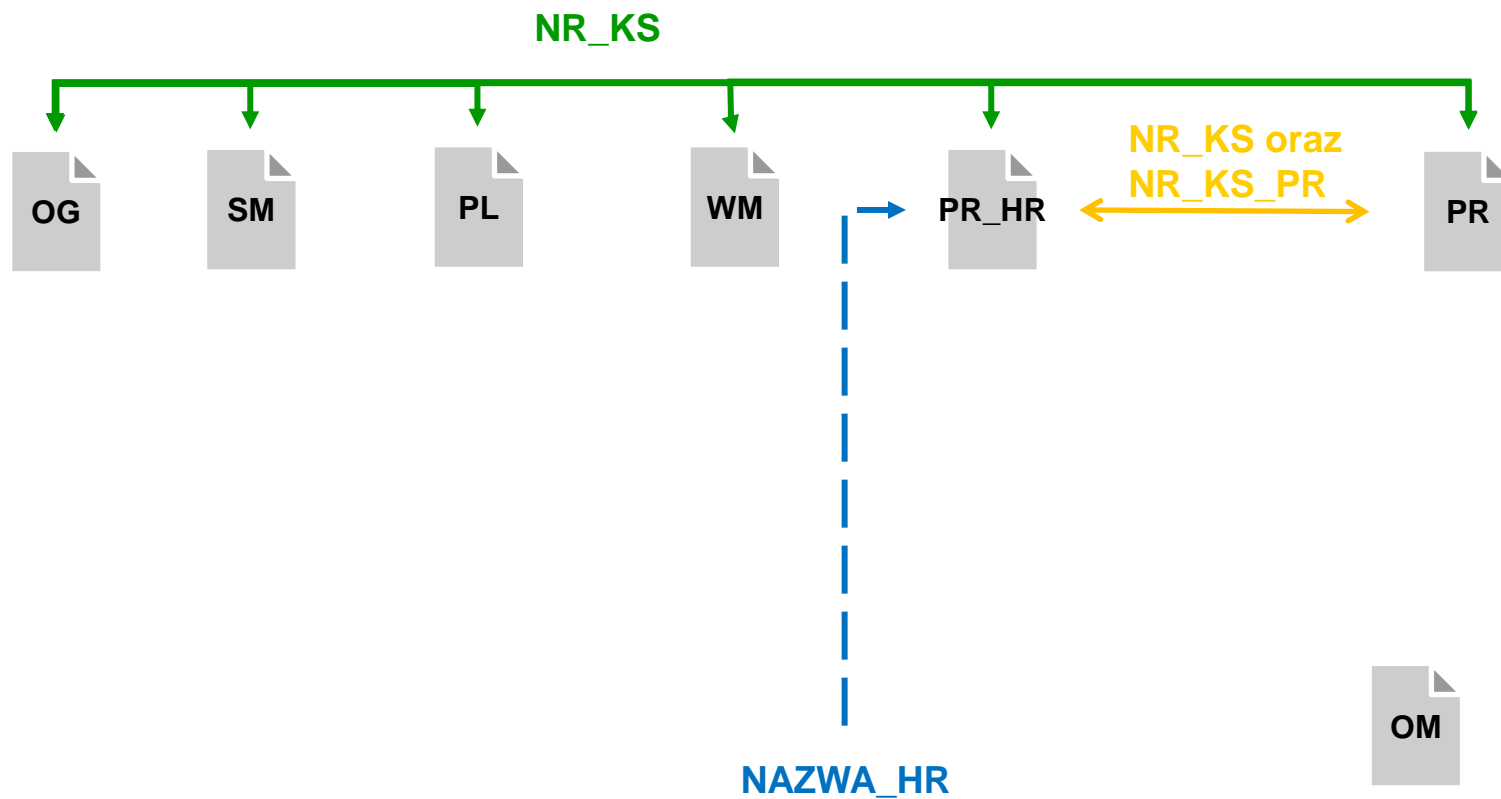 NR_KS
NR_KS oraz
NR_KS_PR
OG
SM
PL
WM
PR_HR
PR
OM
NAZWA_HR